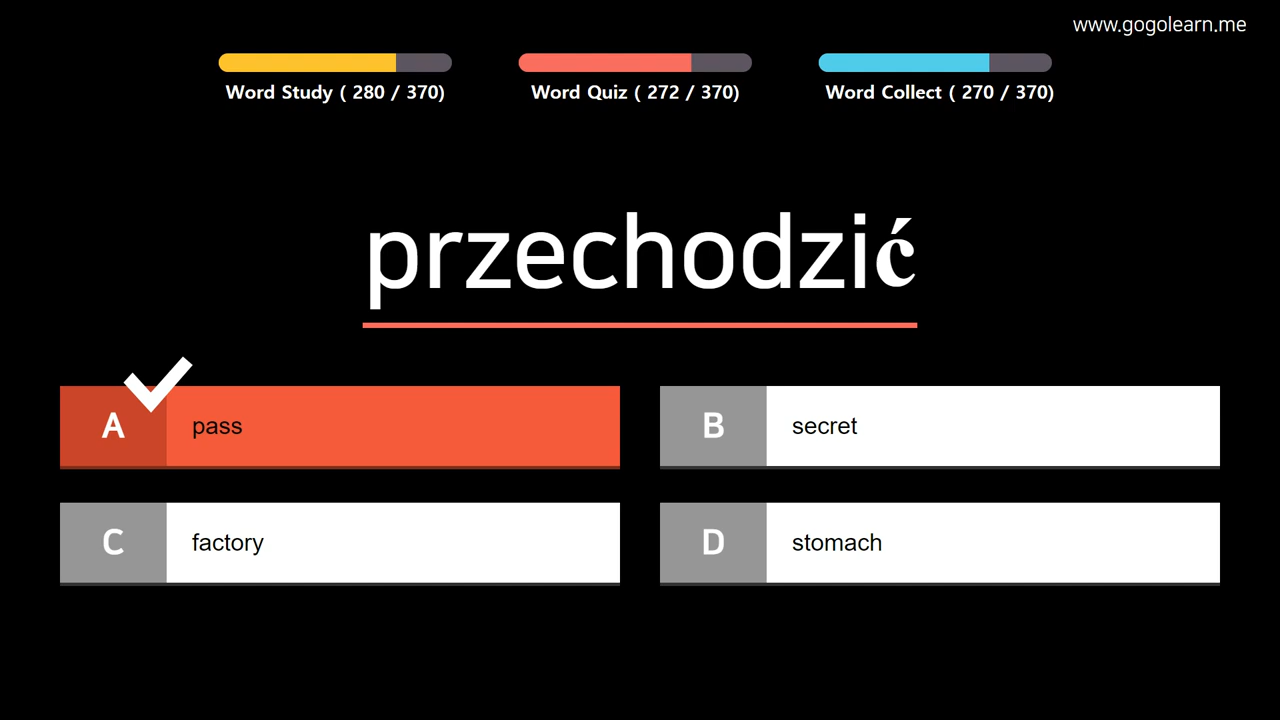 www.gogolearn.me
Word Study ( 280 / 370)
Word Quiz ( 272 / 370)
Word Collect ( 270 / 370)
przechodzić
A pass
B secret
C factory
D stomach